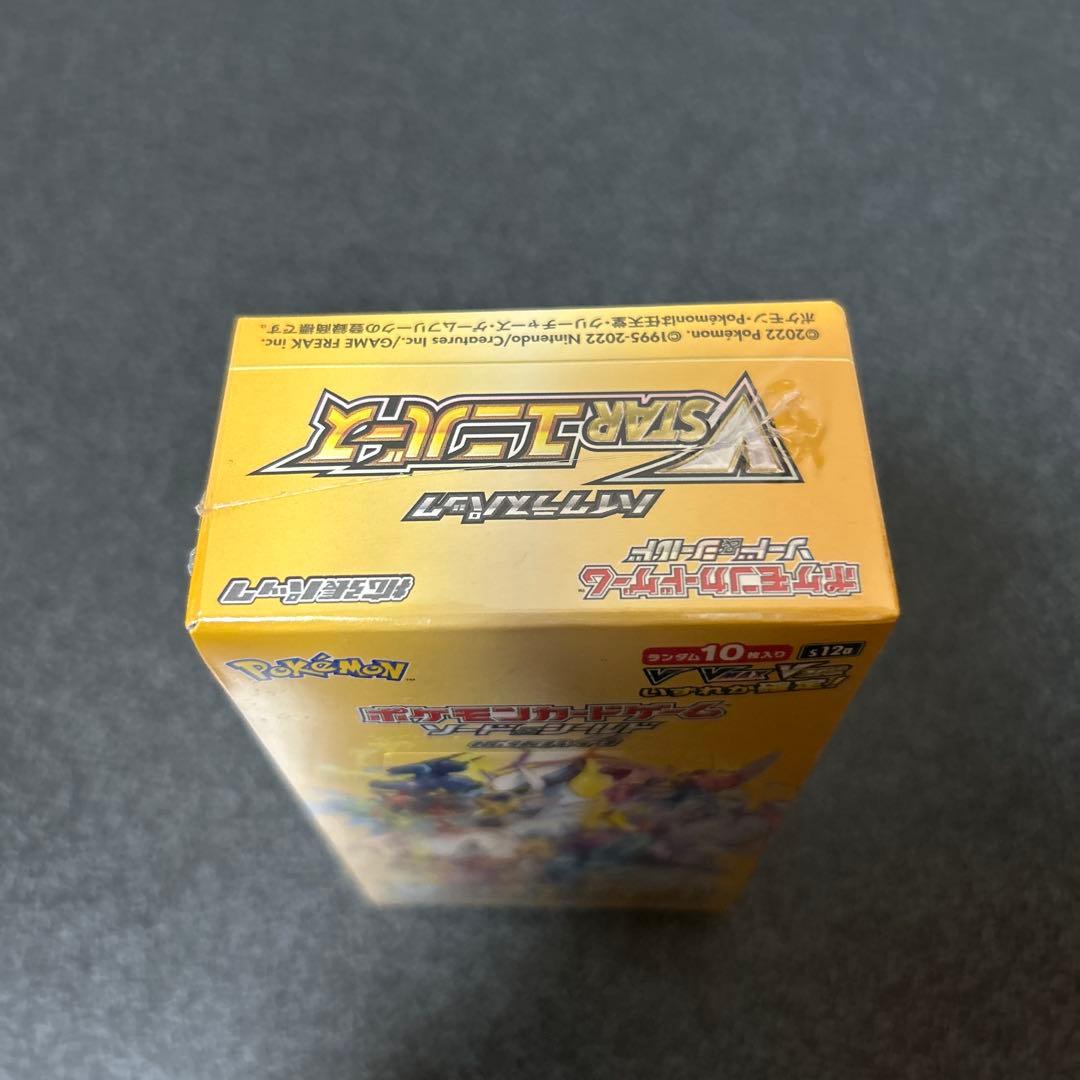 ©2022 Pokémon. ©1995-2022 Nintendo/Creatures Inc./GAME FREAK inc.
ポケモン・Pokémonは任天堂・クリーチャーズ・ゲームフリークの登録商標です。
VSTARユニバース
ハイクラスパック
ポケモンカードゲーム™
ソード&シールド
拡張パック
POKéMON™
ランダム10枚入り
s12a
ポケモンカードゲーム
ソード&シールド